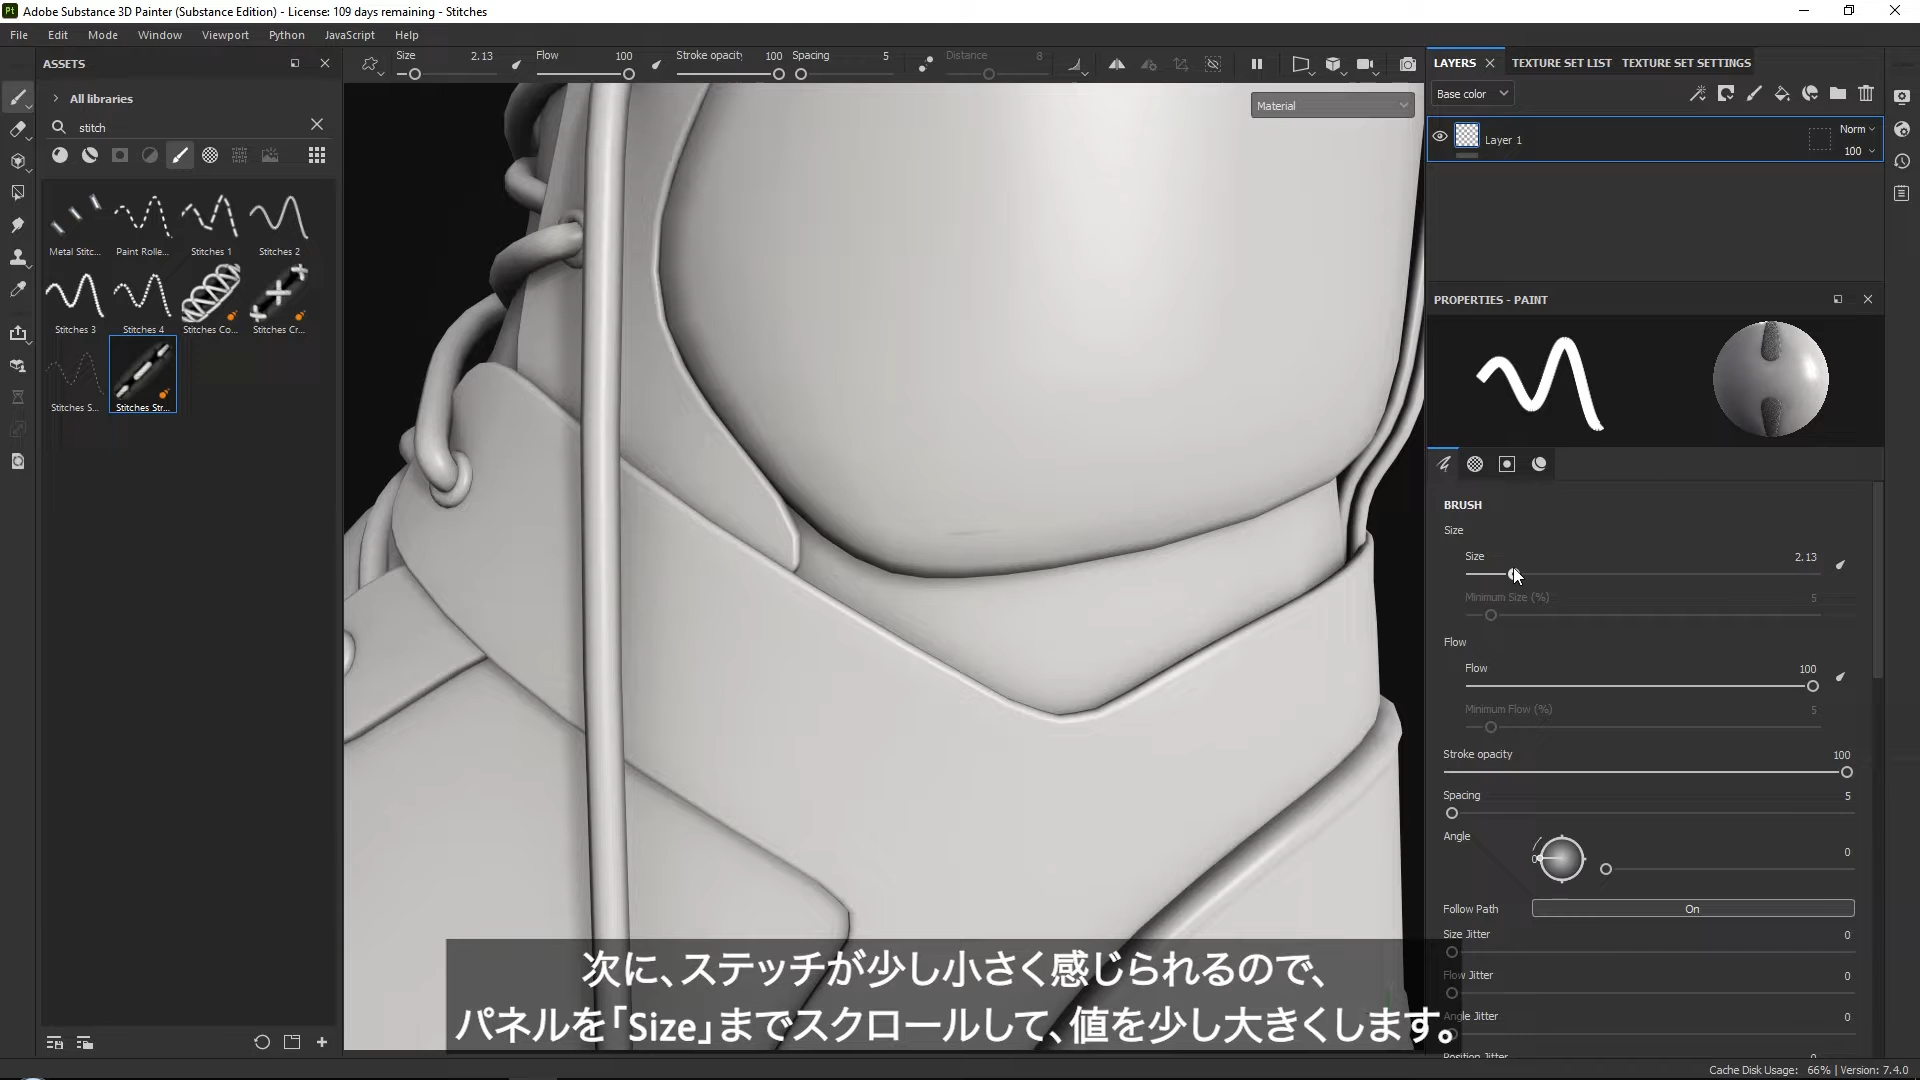 Adobe Substance 3D Painter (Substance Edition) - License: 109 days remaining - Stitches
File Edit Mode Window Viewport Python JavaScript Help
ASSETS
Size 2.13 Flow 100 Stroke opacity 100 Spacing 5 Distance 8
All libraries
stitch
Metal Stitc... Paint Rolle... Stitches 1 Stitches 2
Stitches 3 Stitches 4 Stitches Co... Stitches Cr...
Stitches S... Stitches Str...
Material
LAYERS TEXTURE SET LIST TEXTURE SET SETTINGS
Base color
Layer 1
Norm
100
PROPERTIES - PAINT
BRUSH
Size
Size 2.13
Minimum Size (%) 5
Flow
Flow 100
Minimum Flow (%) 5
Stroke opacity 100
Spacing 5
Angle
0 0
Follow Path On
Size Jitter 0
Flow Jitter 0
Angle Jitter 0
Position Jitter 0
次に、ステッチが少し小さく感じられるので、
パネルを「Size」までスクロールして、値を少し大きくします。
Cache Disk Usage: 66% | Version: 7.4.0